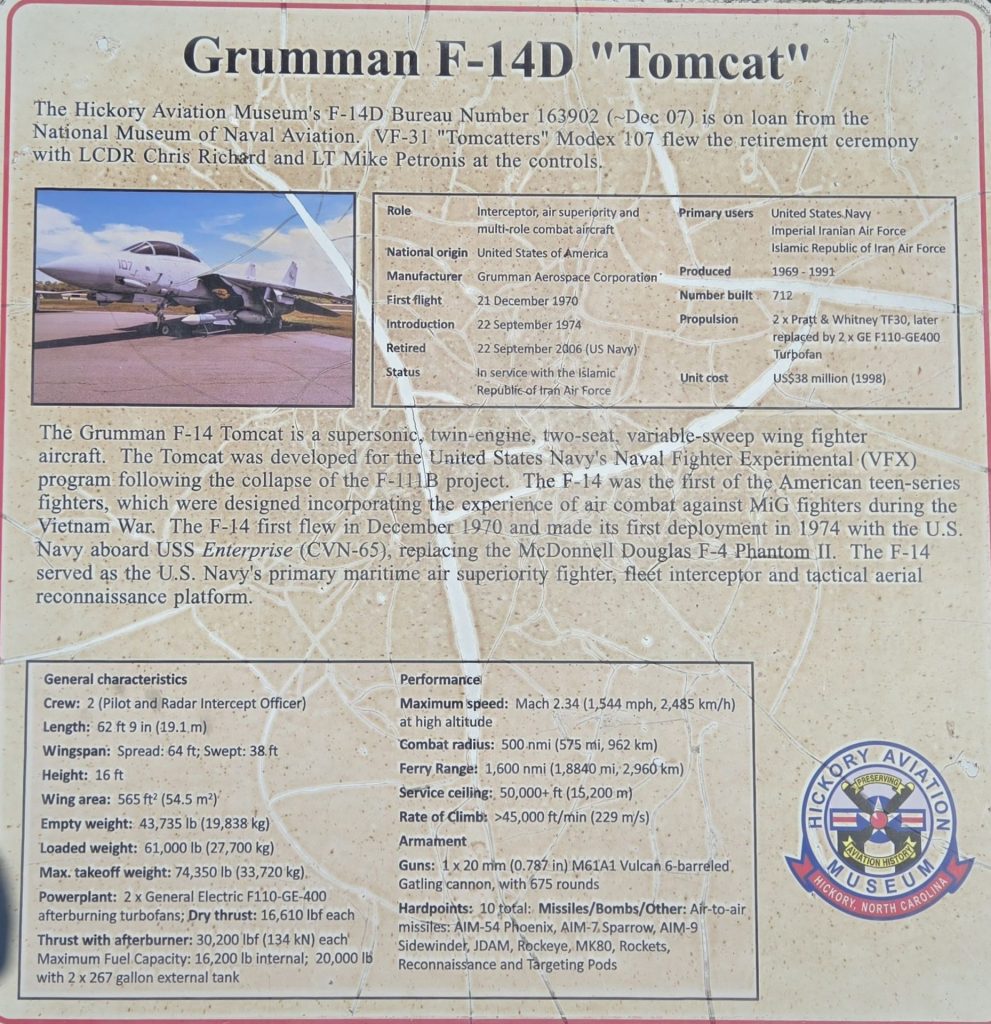 Grumman F-14D "Tomcat"
The Hickory Aviation Museum's F-14D Bureau Number 163902 (~Dec 07) is on loan from the
National Museum of Naval Aviation. VF-31 "Tomcatters" Modex 107 flew the retirement ceremony
with LCDR Chris Richard and LT Mike Petronis at the controls.
107
Role Interceptor, air superiority and
multi-role combat aircraft
National origin United States of America
Manufacturer Grumman Aerospace Corporation
First flight 21 December 1970
Introduction 22 September 1974
Retired 22 September 2006 (US Navy)
Status In service with the Islamic
Republic of Iran Air Force
Primary users United States Navy
Imperial Iranian Air Force
Islamic Republic of Iran Air Force
Produced 1969 - 1991
Number built 712
Propulsion 2 x Pratt & Whitney TF30, later
replaced by 2 x GE F110-GE400
Turbofan
Unit cost US$38 million (1998)
The Grumman F-14 Tomcat is a supersonic, twin-engine, two-seat, variable-sweep wing fighter
aircraft. The Tomcat was developed for the United States Navy's Naval Fighter Experimental (VFX)
program following the collapse of the F-111B project. The F-14 was the first of the American teen-series
fighters, which were designed incorporating the experience of air combat against MiG fighters during the
Vietnam War. The F-14 first flew in December 1970 and made its first deployment in 1974 with the U.S.
Navy aboard USS Enterprise (CVN-65), replacing the McDonnell Douglas F-4 Phantom II. The F-14
served as the U.S. Navy's primary maritime air superiority fighter, fleet interceptor and tactical aerial
reconnaissance platform.
General characteristics
Crew: 2 (Pilot and Radar Intercept Officer)
Length: 62 ft 9 in (19.1 m)
Wingspan: Spread: 64 ft; Swept: 38 ft
Height: 16 ft
Wing area: 565 ft² (54.5 m²)
Empty weight: 43,735 lb (19,838 kg)
Loaded weight: 61,000 lb (27,700 kg)
Max. takeoff weight: 74,350 lb (33,720 kg)
Powerplant: 2 x General Electric F110-GE-400
afterburning turbofans; Dry thrust: 16,610 lbf each
Thrust with afterburner: 30,200 lbf (134 kN) each
Maximum Fuel Capacity: 16,200 lb internal; 20,000 lb
with 2 x 267 gallon external tank
Performance
Maximum speed: Mach 2.34 (1,544 mph, 2,485 km/h)
at high altitude
Combat radius: 500 nmi (575 mi, 962 km)
Ferry Range: 1,600 nmi (1,8840 mi, 2,960 km)
Service ceiling: 50,000+ ft (15,200 m)
Rate of Climb: >45,000 ft/min (229 m/s)
Armament
Guns: 1 x 20 mm (0.787 in) M61A1 Vulcan 6-barreled
Gatling cannon, with 675 rounds
Hardpoints: 10 total: Missiles/Bombs/Other: Air-to-air
missiles: AIM-54 Phoenix, AIM-7 Sparrow, AIM-9
Sidewinder, JDAM, Rockeye, MK80, Rockets,
Reconnaissance and Targeting Pods
HICKORY AVIATION
PRESERVING
AVIATION HISTORY
MUSEUM
HICKORY, NORTH CAROLINA